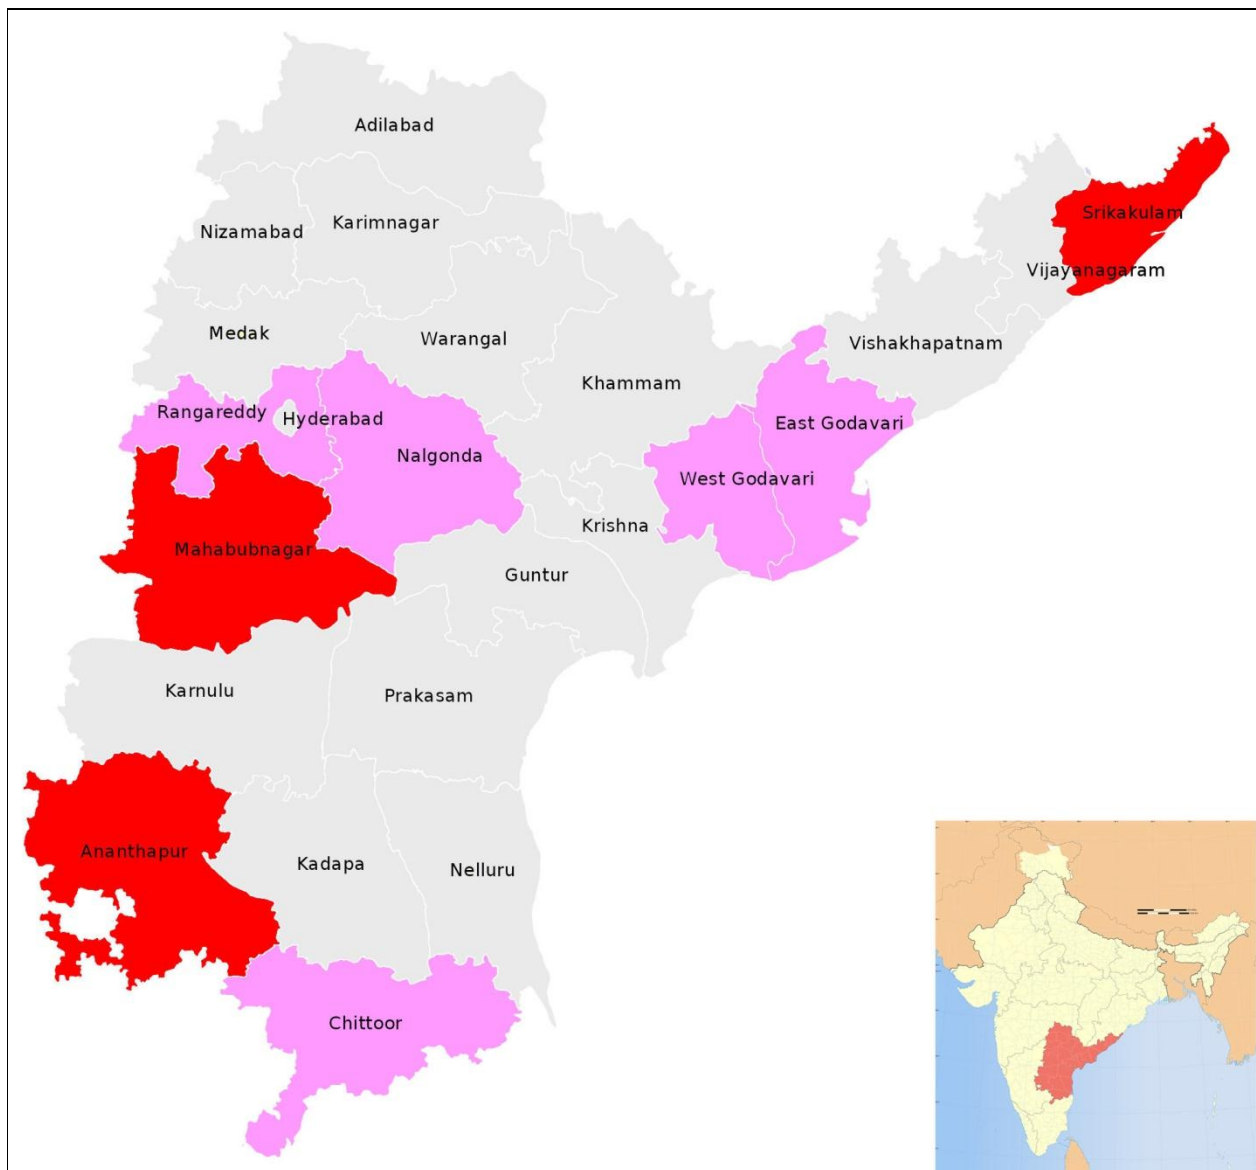 Adilabad
Srikakulam
Karimnagar
Nizamabad
Vijayanagaram
Medak
Warangal
Vishakhapatnam
Khammam
Rangareddy
Hyderabad
East Godavari
Nalgonda
West Godavari
Krishna
Mahabubnagar
Guntur
Karnulu
Prakasam
Ananthapur
Kadapa
Nelluru
Chittoor